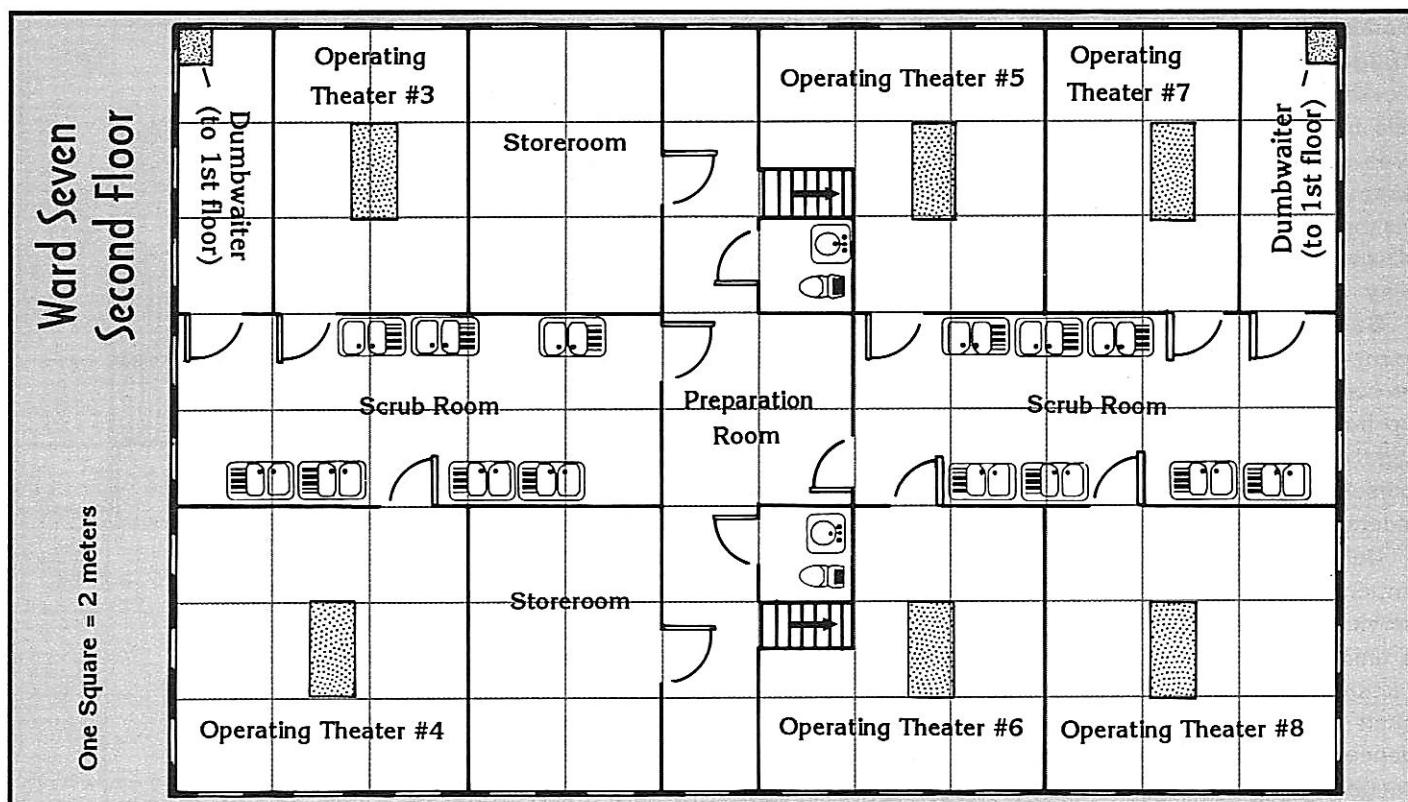 Ward Seven
Second Floor
One Square = 2 meters
Dumbwaiter
(to 1st floor)
Operating
Theater #3
Storeroom
Operating Theater #5
Operating
Theater #7
Dumbwaiter
(to 1st floor)
Scrub Room
Preparation
Room
Scrub Room
Storeroom
Operating Theater #4
Operating Theater #6
Operating Theater #8